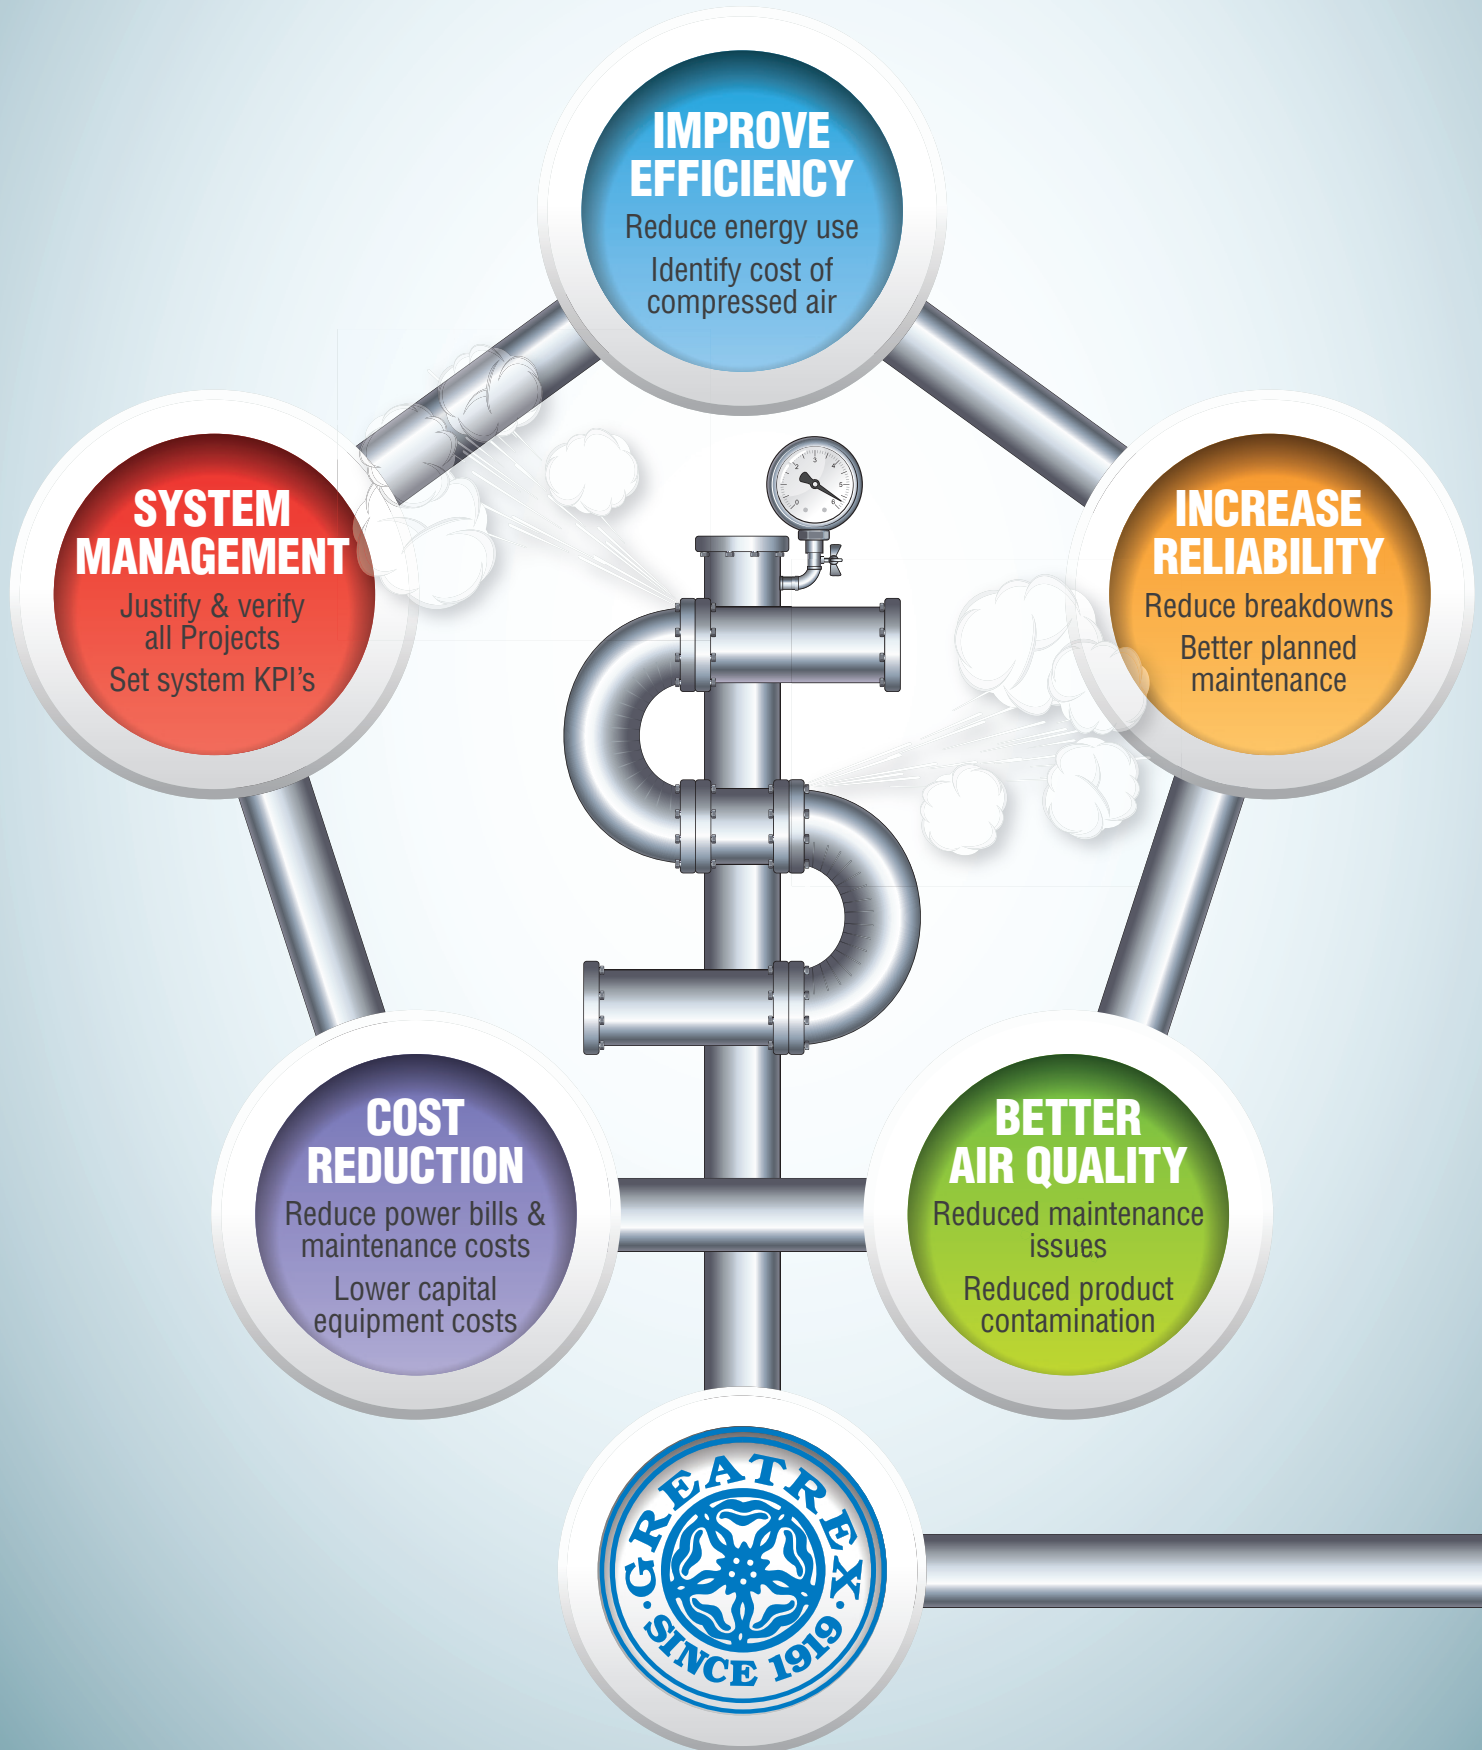 IMPROVE
EFFICIENCY
Reduce energy use
Identify cost of
compressed air
SYSTEM
MANAGEMENT
Justify & verify
all Projects
Set system KPI’s
INCREASE
RELIABILITY
Reduce breakdowns
Better planned
maintenance
COST
REDUCTION
Reduce power bills &
maintenance costs
Lower capital
equipment costs
BETTER
AIR QUALITY
Reduced maintenance
issues
Reduced product
contamination
GREATREX
· SINCE 1919 ·